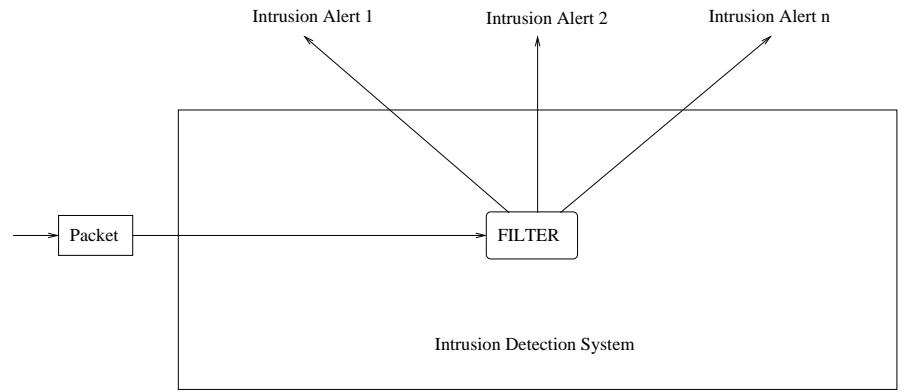 Intrusion Alert 1
Intrusion Alert 2
Intrusion Alert n
Packet
FILTER
Intrusion Detection System